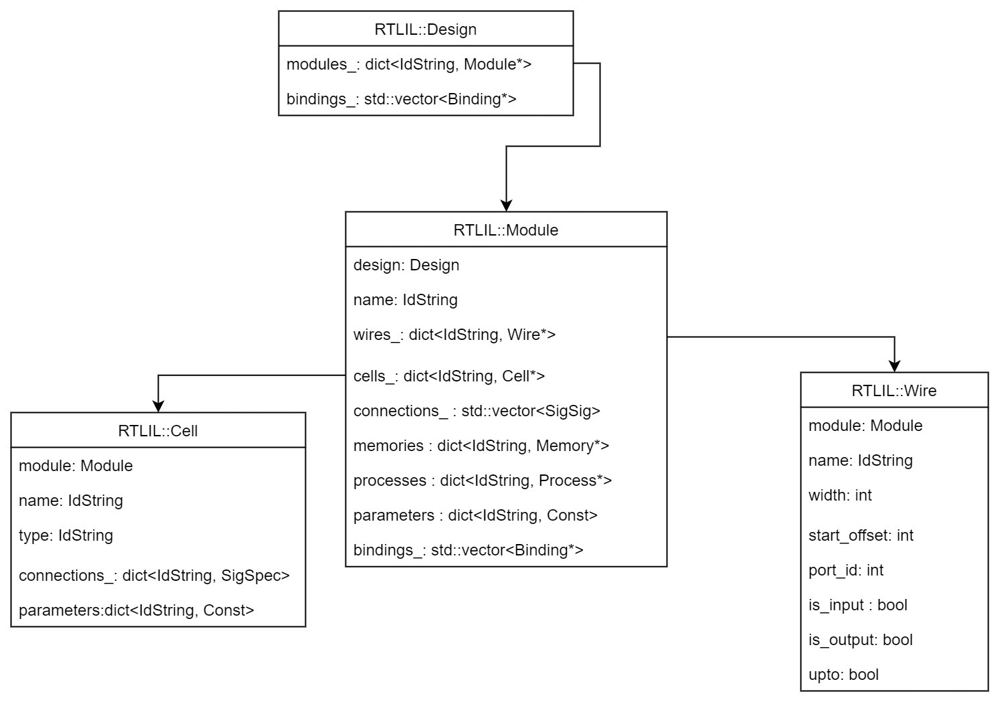 RTLIL::Design
modules_: dict<IdString, Module*>
bindings_: std::vector<Binding*>
RTLIL::Module
design: Design
name: IdString
wires_: dict<IdString, Wire*>
cells_: dict<IdString, Cell*>
connections_ : std::vector<SigSig>
memories : dict<IdString, Memory*>
processes : dict<IdString, Process*>
parameters : dict<IdString, Const>
bindings_: std::vector<Binding*>
RTLIL::Cell
module: Module
name: IdString
type: IdString
connections_: dict<IdString, SigSpec>
parameters:dict<IdString, Const>
RTLIL::Wire
module: Module
name: IdString
width: int
start_offset: int
port_id: int
is_input : bool
is_output: bool
upto: bool